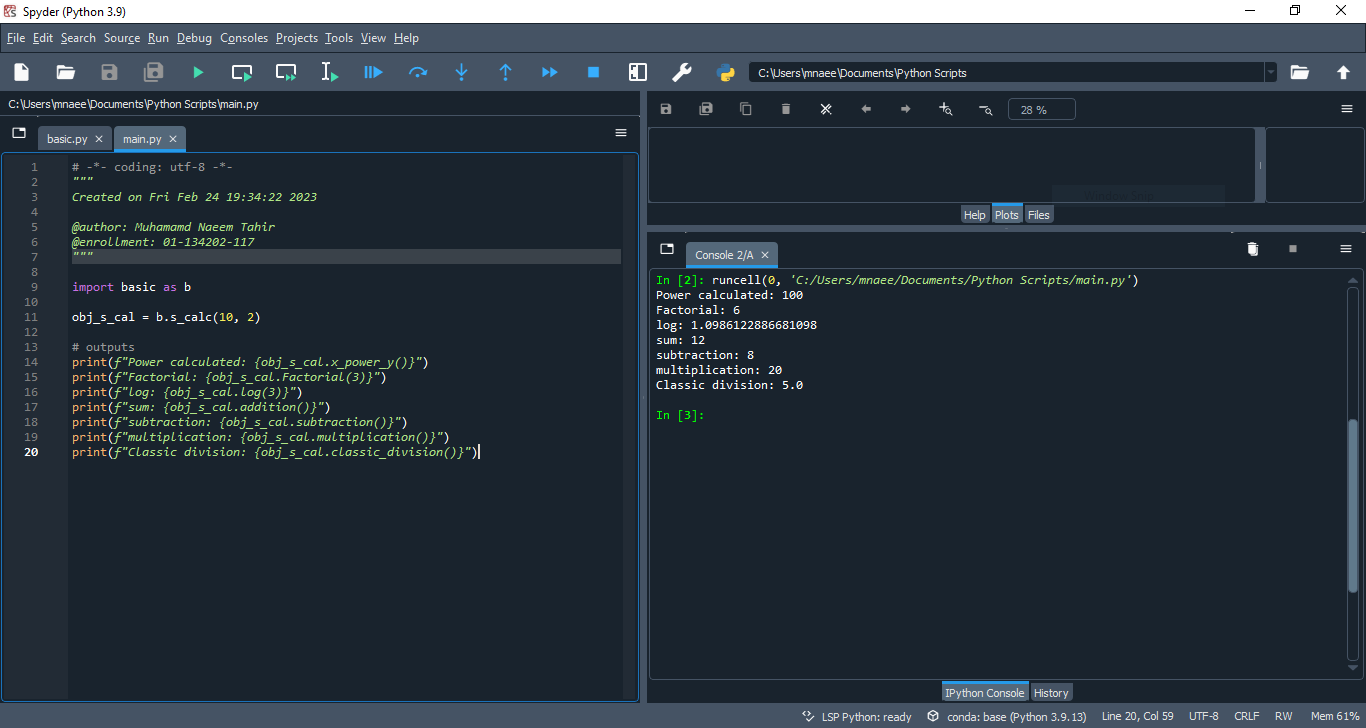 Spyder (Python 3.9)
File Edit Search Source Run Debug Consoles Projects Tools View Help
C:\Users\mnaee\Documents\Python Scripts
C:\Users\mnaee\Documents\Python Scripts\main.py
basic.py
main.py
1 # -*- coding: utf-8 -*-
2 """
3 Created on Fri Feb 24 19:34:22 2023
4
5 @author: Muhamamd Naeem Tahir
6 @enrollment: 01-134202-117
7 """
8
9 import basic as b
10
11 obj_s_cal = b.s_calc(10, 2)
12
13 # outputs
14 print(f"Power calculated: {obj_s_cal.x_power_y()}")
15 print(f"Factorial: {obj_s_cal.Factorial(3)}")
16 print(f"log: {obj_s_cal.log(3)}")
17 print(f"sum: {obj_s_cal.addition()}")
18 print(f"subtraction: {obj_s_cal.subtraction()}")
19 print(f"multiplication: {obj_s_cal.multiplication()}")
20 print(f"Classic division: {obj_s_cal.classic_division()}")
28 %
Help Plots Files
Console 2/A
In [2]: runcell(0, 'C:/Users/mnaee/Documents/Python Scripts/main.py')
Power calculated: 100
Factorial: 6
log: 1.0986122886681098
sum: 12
subtraction: 8
multiplication: 20
Classic division: 5.0
In [3]:
IPython Console History
LSP Python: ready conda: base (Python 3.9.13) Line 20, Col 59 UTF-8 CRLF RW Mem 61%